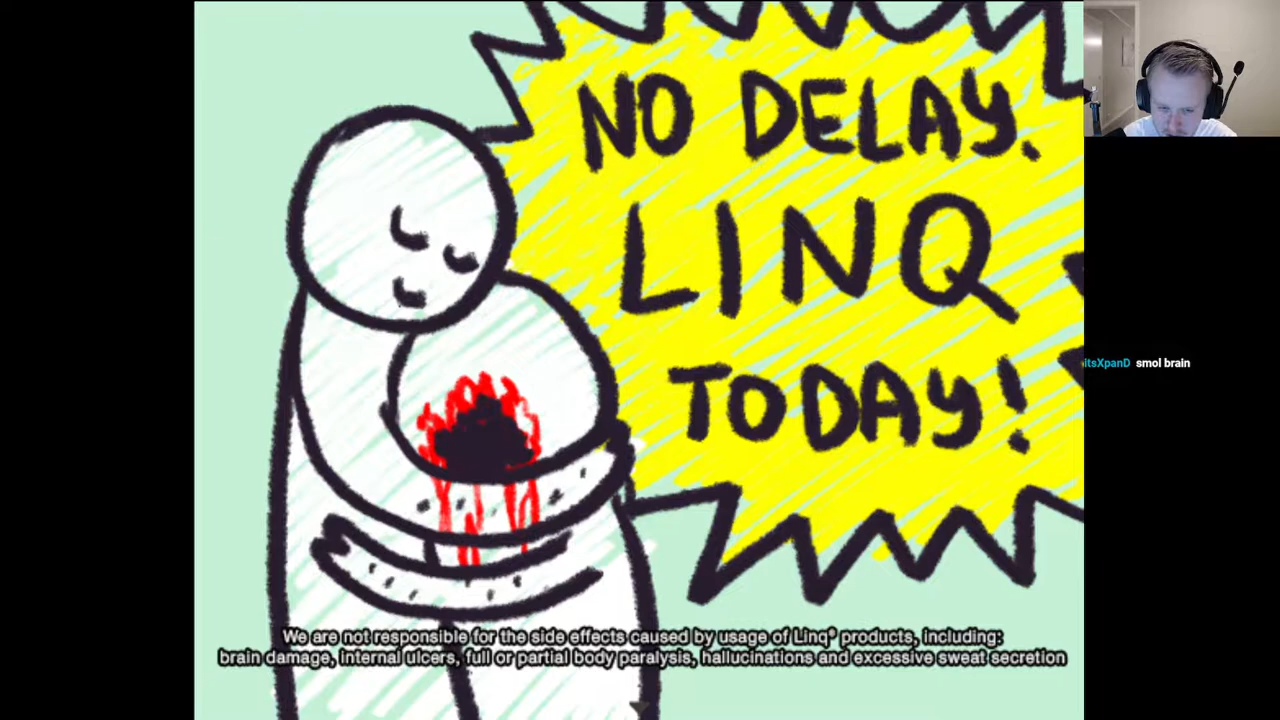 NO DELAY.
LINQ
TODAY!
itsXpanD smol brain
We are not responsible for the side effects caused by usage of Linq® products, including:
brain damage, internal ulcers, full or partial body paralysis, hallucinations and excessive sweat secretion